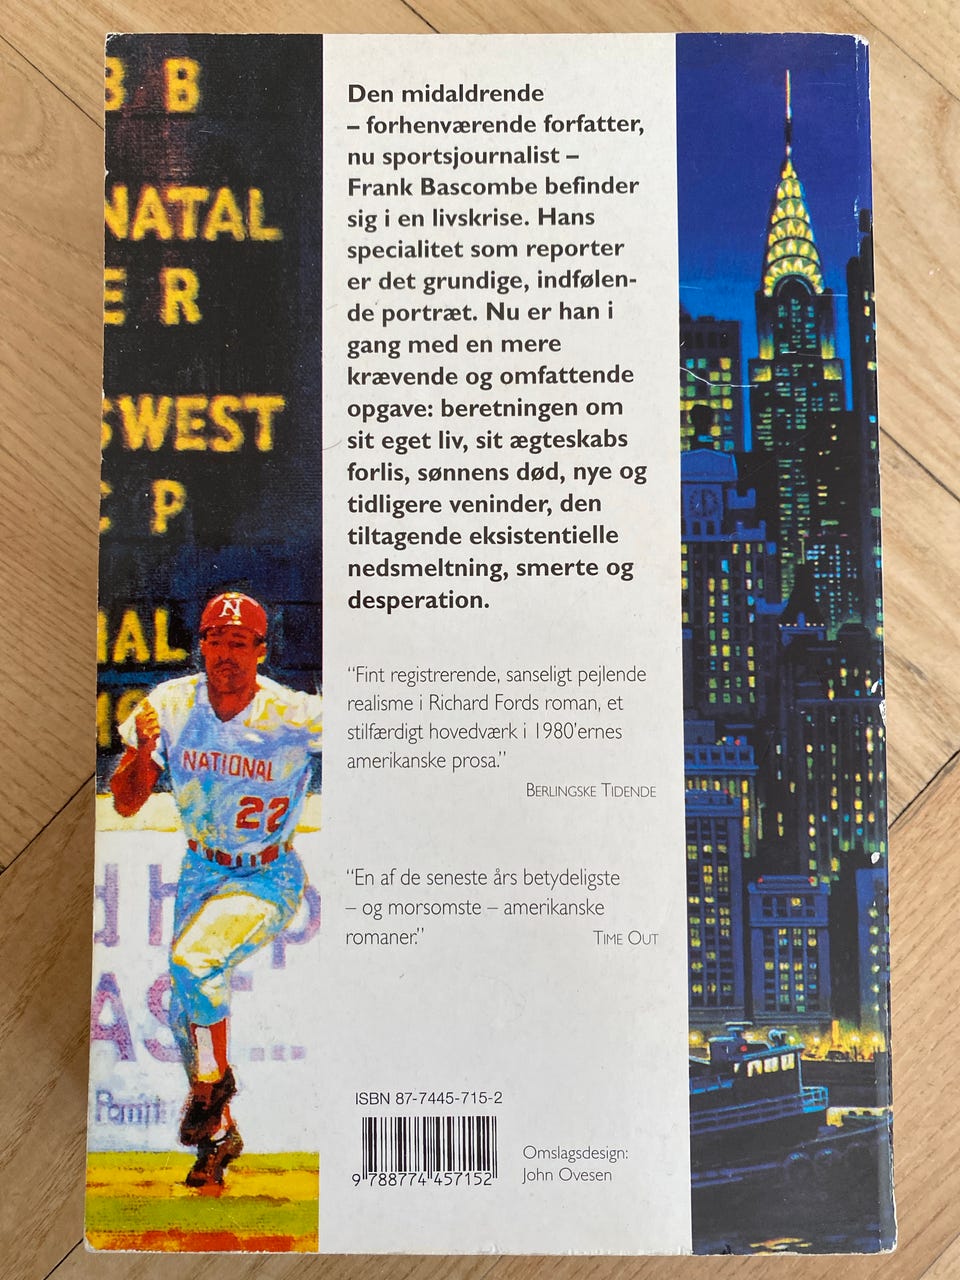 B B
NATAL
E R
SWEST
C P
NAL
N
NATIONAL
22
Den midaldrende
– forhenværende forfatter,
nu sportsjournalist –
Frank Bascombe befinder
sig i en livskrise. Hans
specialitet som reporter
er det grundige, indfølen-
de portræt. Nu er han i
gang med en mere
krævende og omfattende
opgave: beretningen om
sit eget liv, sit ægteskabs
forlis, sønnens død, nye og
tidligere veninder, den
tiltagende eksistentielle
nedsmeltning, smerte og
desperation.
“Fint registrerende, sanseligt pejlende
realisme i Richard Fords roman, et
stilfærdigt hovedværk i 1980’ernes
amerikanske prosa.”
BERLINGSKE TIDENDE
“En af de seneste års betydeligste
– og morsomste – amerikanske
romaner.”
TIME OUT
ISBN 87-7445-715-2
9 788774 457152
Omslagsdesign:
John Ovesen